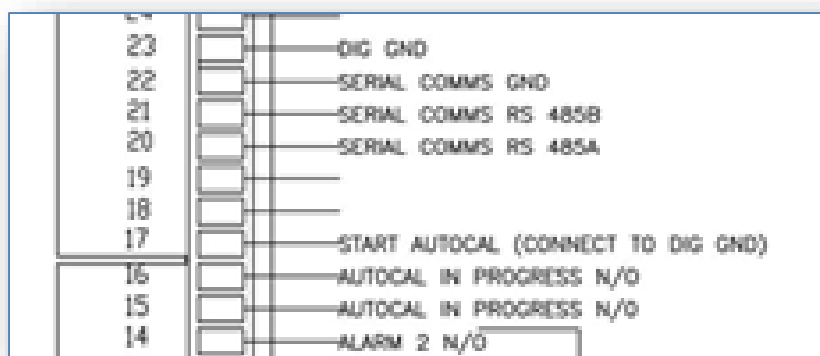 24
23 DIG GND
22 SERIAL COMMS GND
21 SERIAL COMMS RS 485B
20 SERIAL COMMS RS 485A
19
18
17 START AUTOCAL (CONNECT TO DIG GND)
16 AUTOCAL IN PROGRESS N/O
15 AUTOCAL IN PROGRESS N/O
14 ALARM 2 N/O